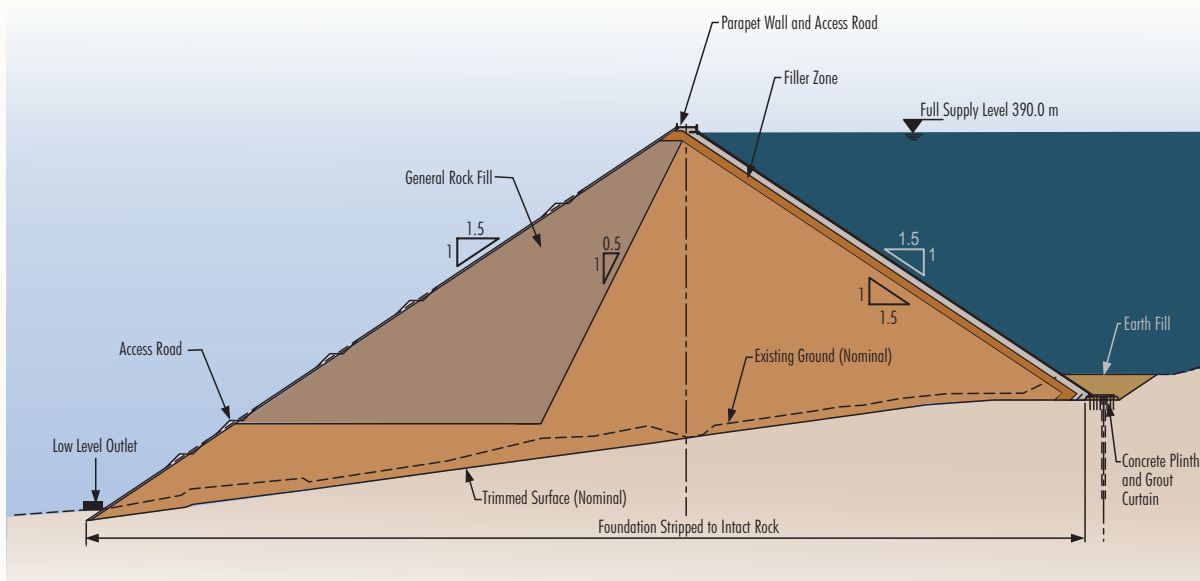 Parapet Wall and Access Road
Filler Zone
Full Supply Level 390.0 m
General Rock Fill
1.5
1
0.5
1
1.5
1
1
1.5
Earth Fill
Access Road
Existing Ground (Nominal)
Low Level Outlet
Concrete Plinth
and Grout
Curtain
Trimmed Surface (Nominal)
Foundation Stripped to Intact Rock